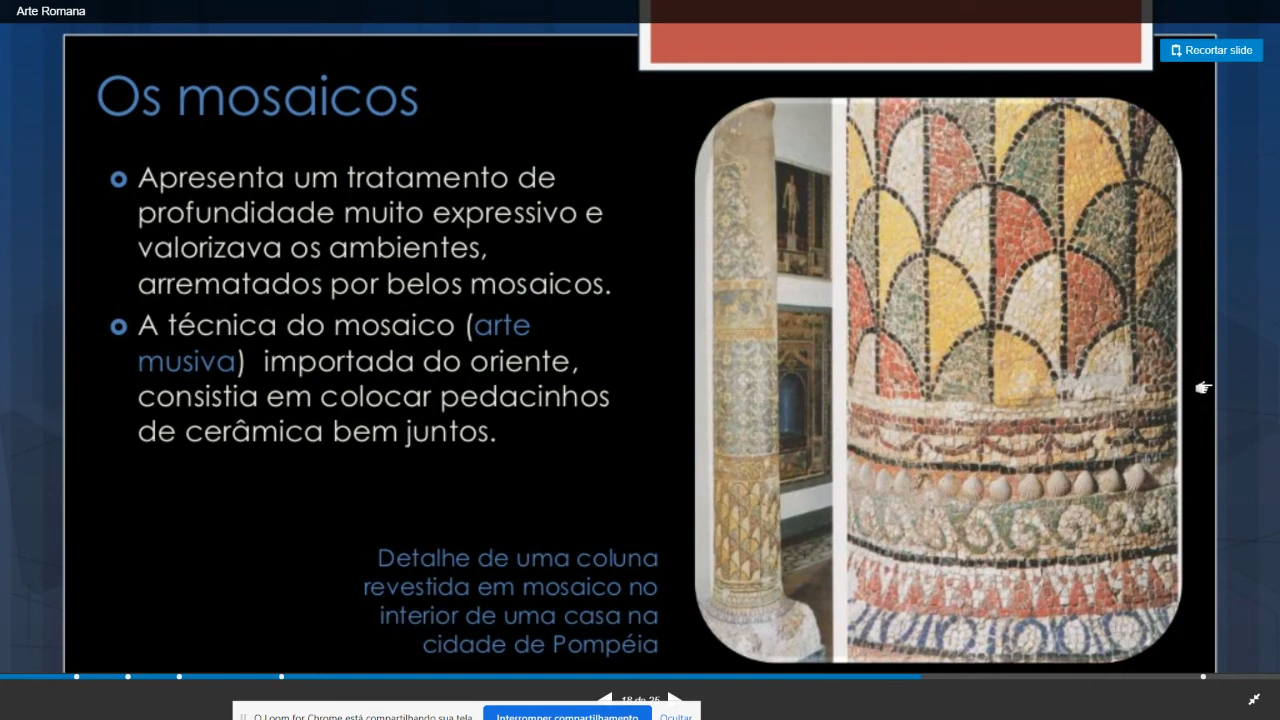 Arte Romana
Recortar slide
Os mosaicos
Apresenta um tratamento de
profundidade muito expressivo e
valorizava os ambientes,
arrematados por belos mosaicos.
A técnica do mosaico (arte
musiva)  importada do oriente,
consistia em colocar pedacinhos
de cerâmica bem juntos.
Detalhe de uma coluna
revestida em mosaico no
interior de uma casa na
cidade de Pompéia
18 de 25
O Loom for Chrome está compartilhando sua tela.
Interromper compartilhamento
Ocultar